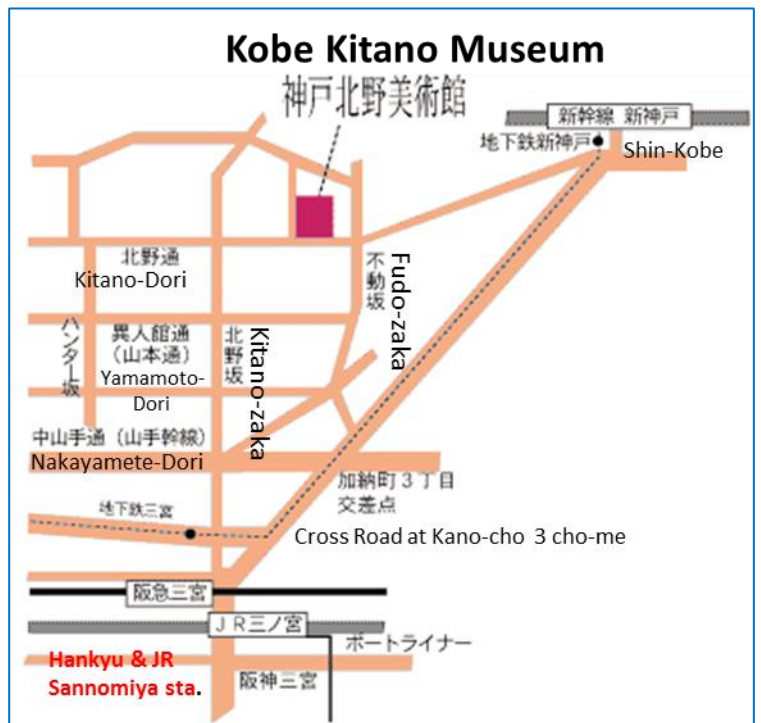 Kobe Kitano Museum
神戸北野美術館
新幹線 新神戸
地下鉄新神戸
Shin-Kobe
北野通
Kitano-Dori
不動坂
Fudo-zaka
ハンター坂
異人館通
(山本通)
Yamamoto-
Dori
北野坂
Kitano-zaka
中山手通（山手幹線）
Nakayamete-Dori
加納町３丁目
交差点
地下鉄三宮
Cross Road at Kano-cho 3 cho-me
阪急三宮
ＪＲ三ノ宮
ポートライナー
Hankyu & JR
Sannomiya sta.
阪神三宮